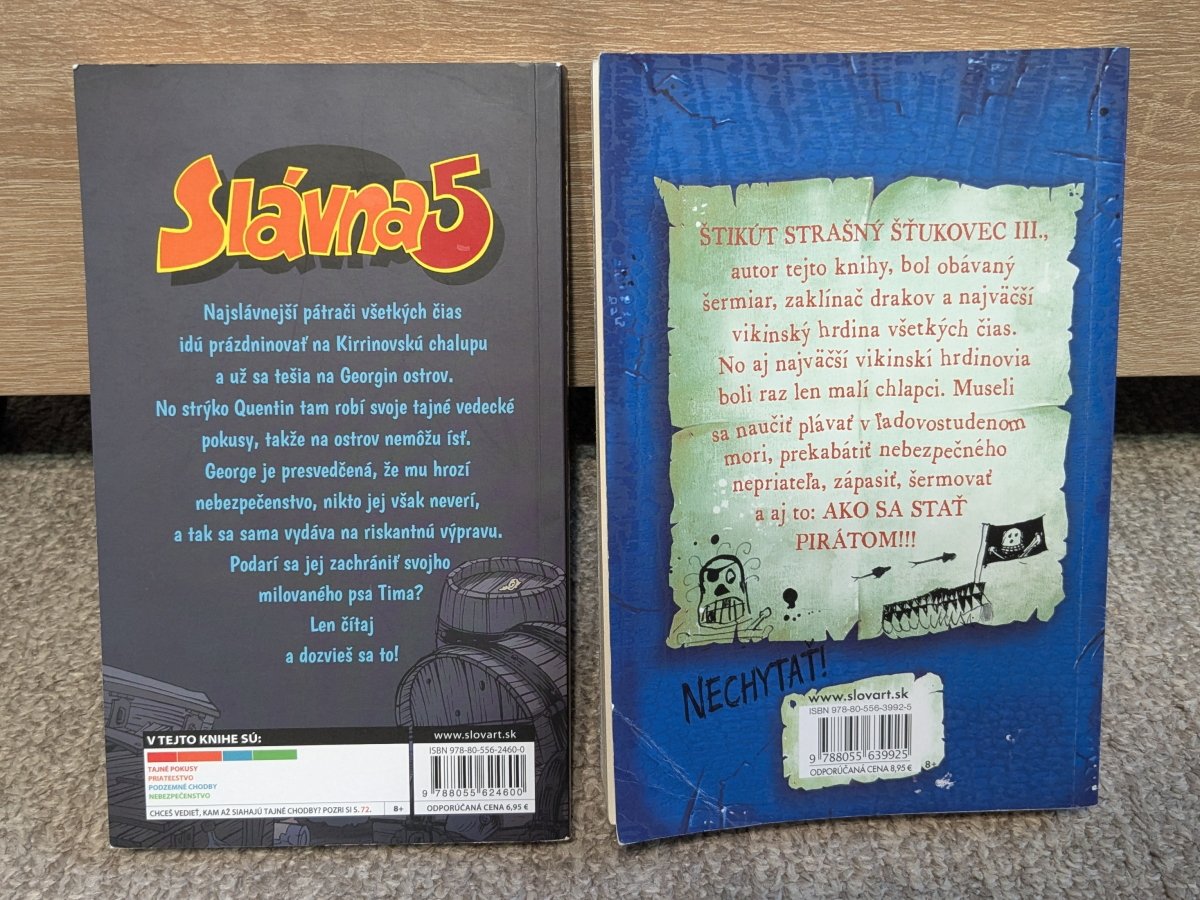 Slávna5
Najslávnejší pátrači všetkých čias
idú prázdninovať na Kirrinovskú chalupu
a už sa tešia na Georgin ostrov.
No strýko Quentin tam robí svoje tajné vedecké
pokusy, takže na ostrov nemôžu ísť.
George je presvedčená, že mu hrozí
nebezpečenstvo, nikto jej však neverí,
a tak sa sama vydáva na riskantnú výpravu.
Podarí sa jej zachrániť svojho
milovaného psa Tima?
Len čítaj
a dozvieš sa to!
V TEJTO KNIHE SÚ:
TAJNÉ POKUSY
PRIATEĽSTVO
PODZEMNÉ CHODBY
NEBEZPEČENSTVO
CHCEŠ VEDIEŤ, KAM AŽ SIAHAJÚ TAJNÉ CHODBY? POZRI SI S. 72.
8+
www.slovart.sk
ISBN 978-80-556-2460-0
9 788055 624600
ODPORÚČANÁ CENA 6,95 €
ŠTIKÚT STRAŠNÝ ŠŤUKOVEC III.,
autor tejto knihy, bol obávaný
šermiar, zaklínač drakov a najväčší
vikinský hrdina všetkých čias.
No aj najväčší vikinskí hrdinovia
boli raz len malí chlapci. Museli
sa naučiť plávať v ľadovostudenom
mori, prekabátiť nebezpečného
nepriateľa, zápasiť, šermovať
a aj to: AKO SA STAŤ
PIRÁTOM!!!
NECHYTAŤ!
www.slovart.sk
ISBN 978-80-556-3992-5
9 788055 639925
ODPORÚČANÁ CENA 8,95 €
8+